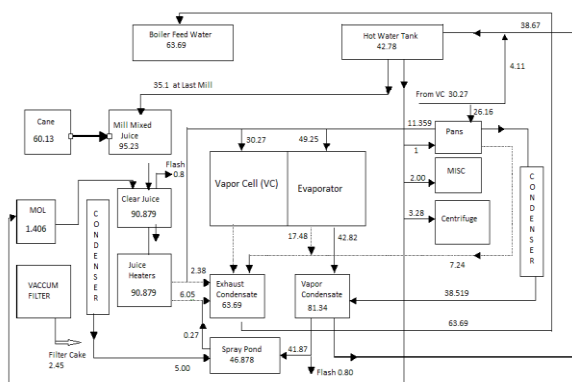 Boiler Feed Water
63.69
Hot Water Tank
42.78
38.67
4.11
35.1 at Last Mill
From VC 30.27
26.16
Cane
60.13
Mill Mixed
Juice
95.23
11.359
Pans
30.27
49.25
1
Flash
0.8
Vapor Cell (VC)
Evaporator
MISC
2.00
MOL
1.406
Clear Juice
90.879
3.28
Centrifuge
CONDENSER
CONDENSER
17.48
42.82
7.24
VACCUM
FILTER
Juice
Heaters
90.879
2.38
6.05
Exhaust
Condensate
63.69
Vapor
Condensate
81.34
38.519
63.69
0.27
Filter Cake
2.45
5.00
Spray Pond
46.878
41.87
Flash 0.80